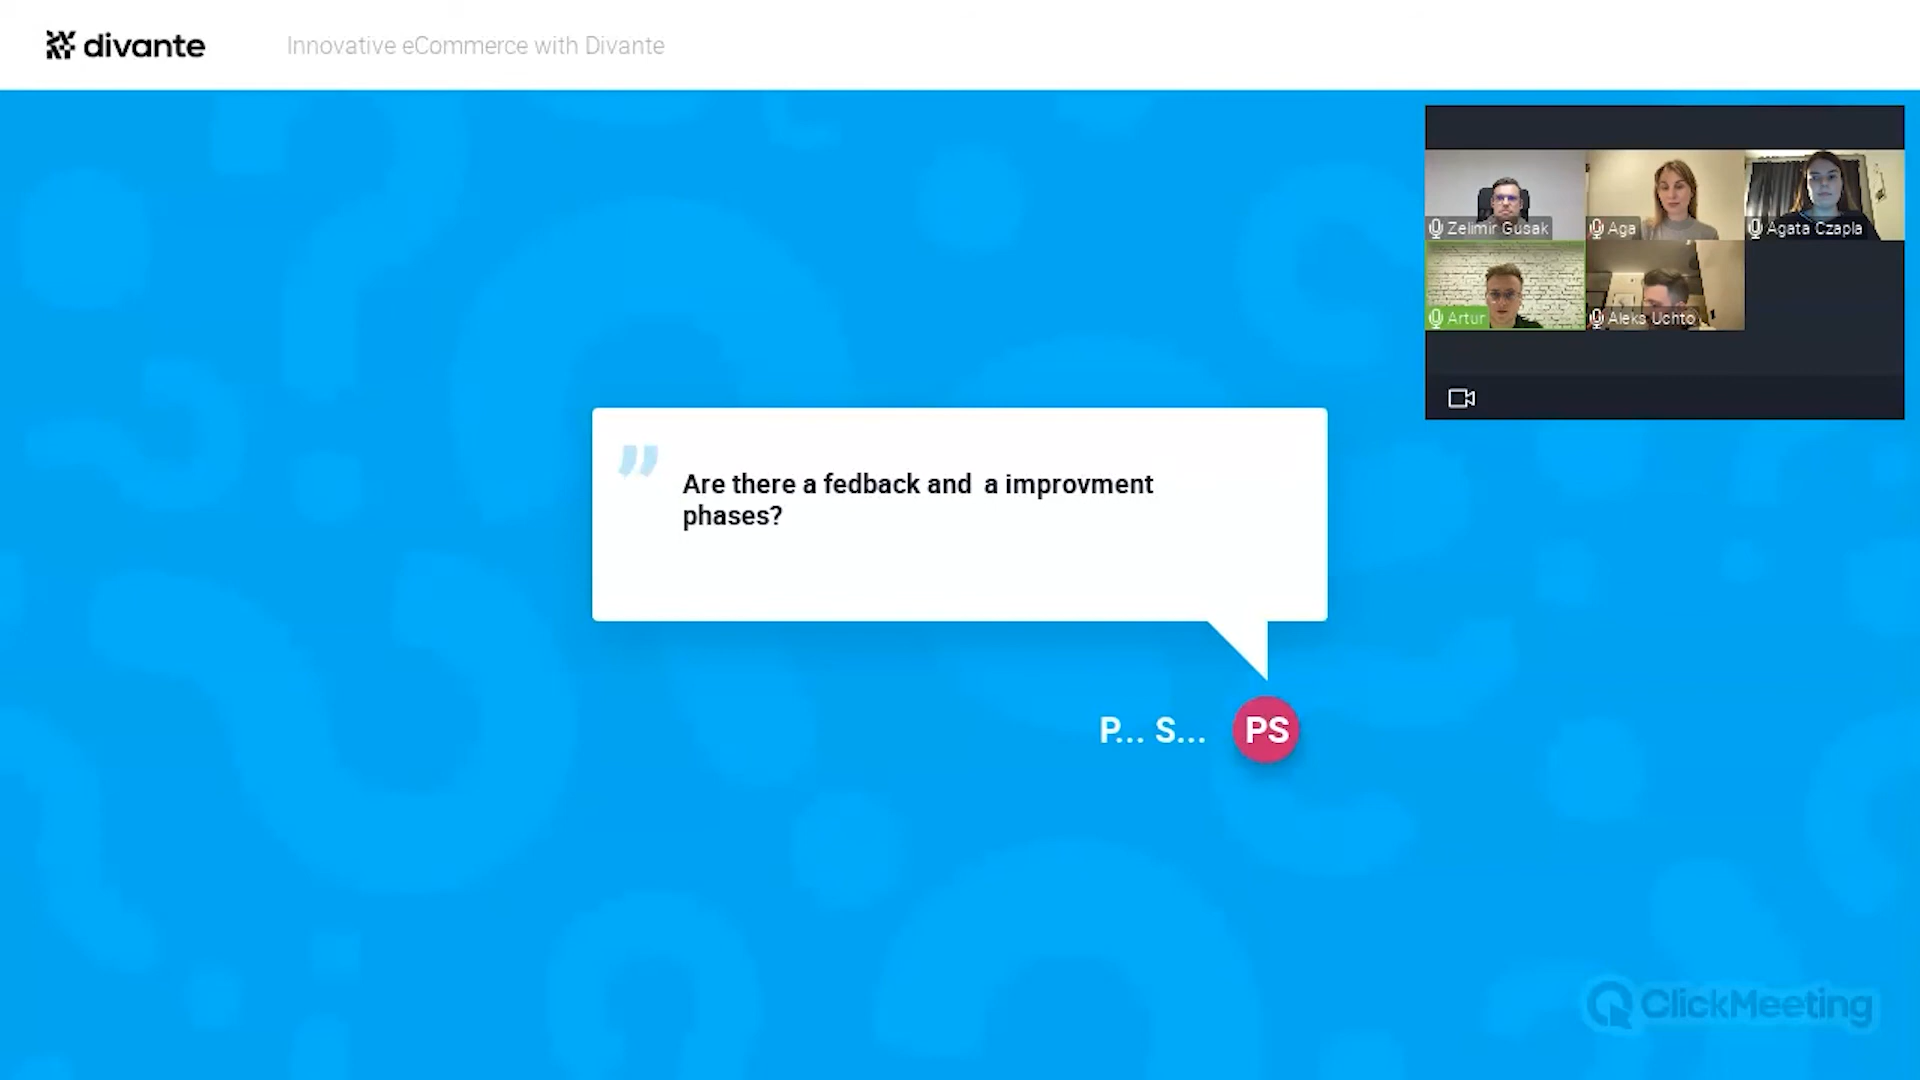 divante
Innovative eCommerce with Divante
Zelimir Gusak
Aga
Agata Czapla
Artur
Aleks Uchto
Are there a fedback and  a improvment
phases?
P... S...
PS
ClickMeeting